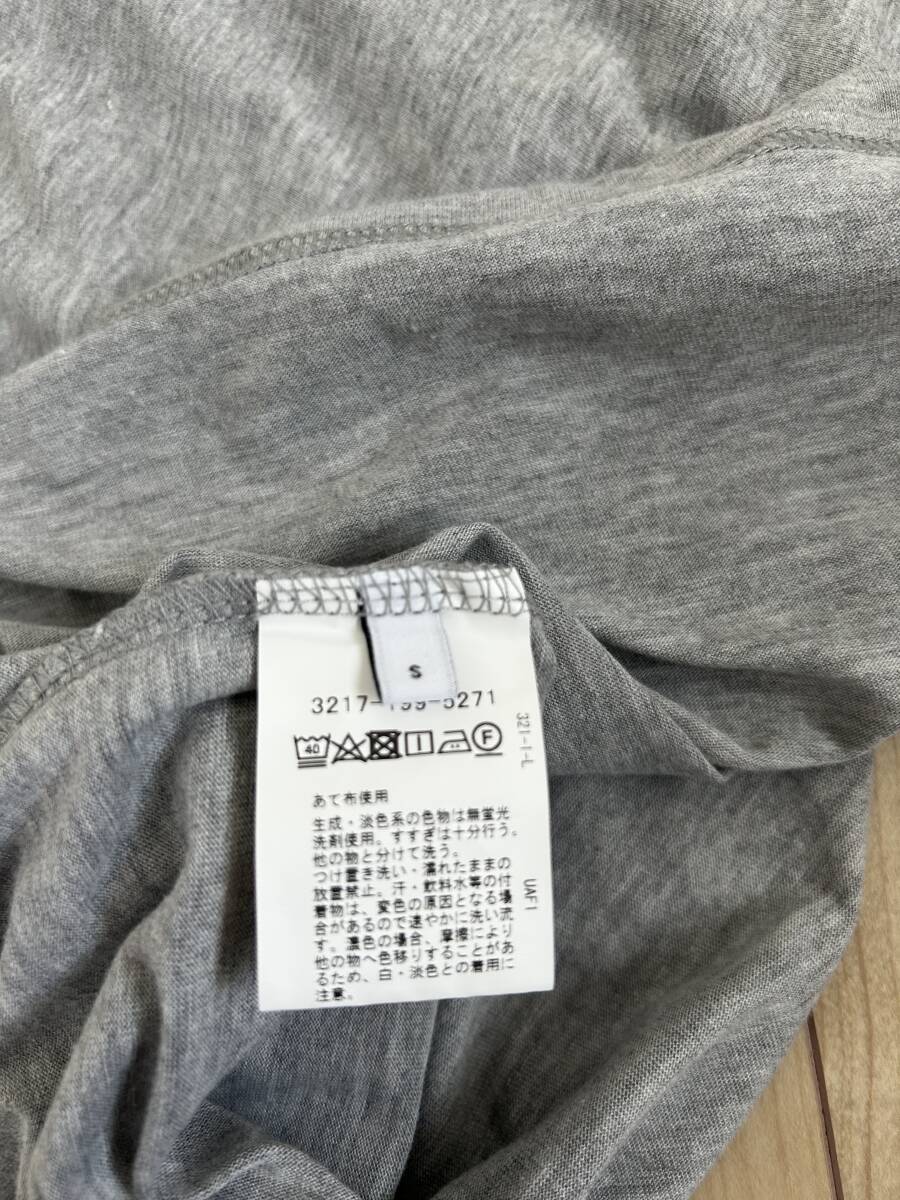 S
3217-199-5271
40 F
321-1-L
あて布使用
生成・淡色系の色物は無蛍光
洗剤使用。すすぎは十分行う。
他の物と分けて洗う。
つけ置き洗い・濡れたままの
放置禁止。汗・飲料水等の付
着物は、変色の原因となる場
合があるので速やかに洗い流
す。濃色の場合、摩擦により
他の物へ色移りすることがあ
るため、白・淡色との着用に
注意。
UAF1